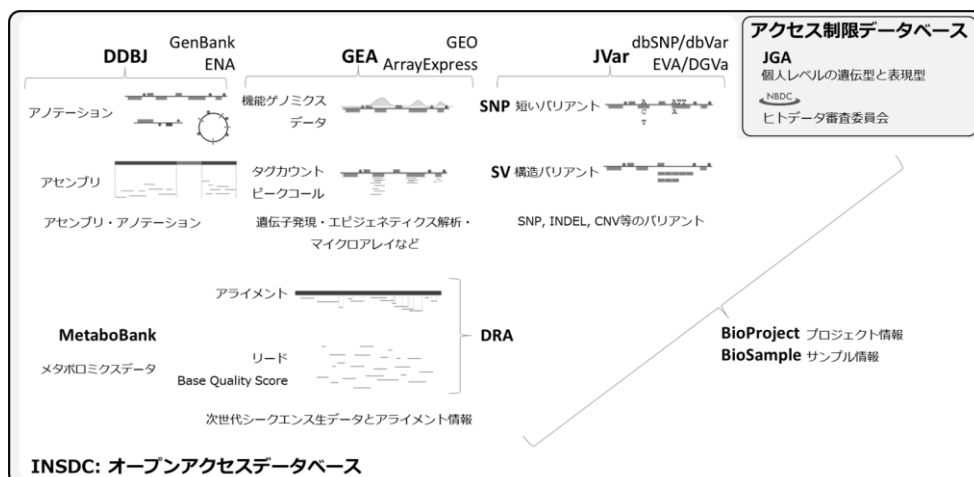 DDBJ
GenBank
ENA
アノテーション
アセンブリ
アセンブリ・アノテーション
GEA
GEO
ArrayExpress
機能ゲノミクス
データ
タグカウント
ピークコール
遺伝子発現・エピジェネティクス解析・
マイクロアレイなど
JVar
dbSNP/dbVar
EVA/DGVa
SNP 短いバリアント
A
C
T
ATT
A
SV 構造バリアント
SNP, INDEL, CNV等のバリアント
アクセス制限データベース
JGA
個人レベルの遺伝型と表現型
NBDC
ヒトデータ審査委員会
MetaboBank
メタボロミクスデータ
アライメント
リード
Base Quality Score
DRA
次世代シークエンス生データとアライメント情報
BioProject プロジェクト情報
BioSample サンプル情報
INSDC: オープンアクセスデータベース